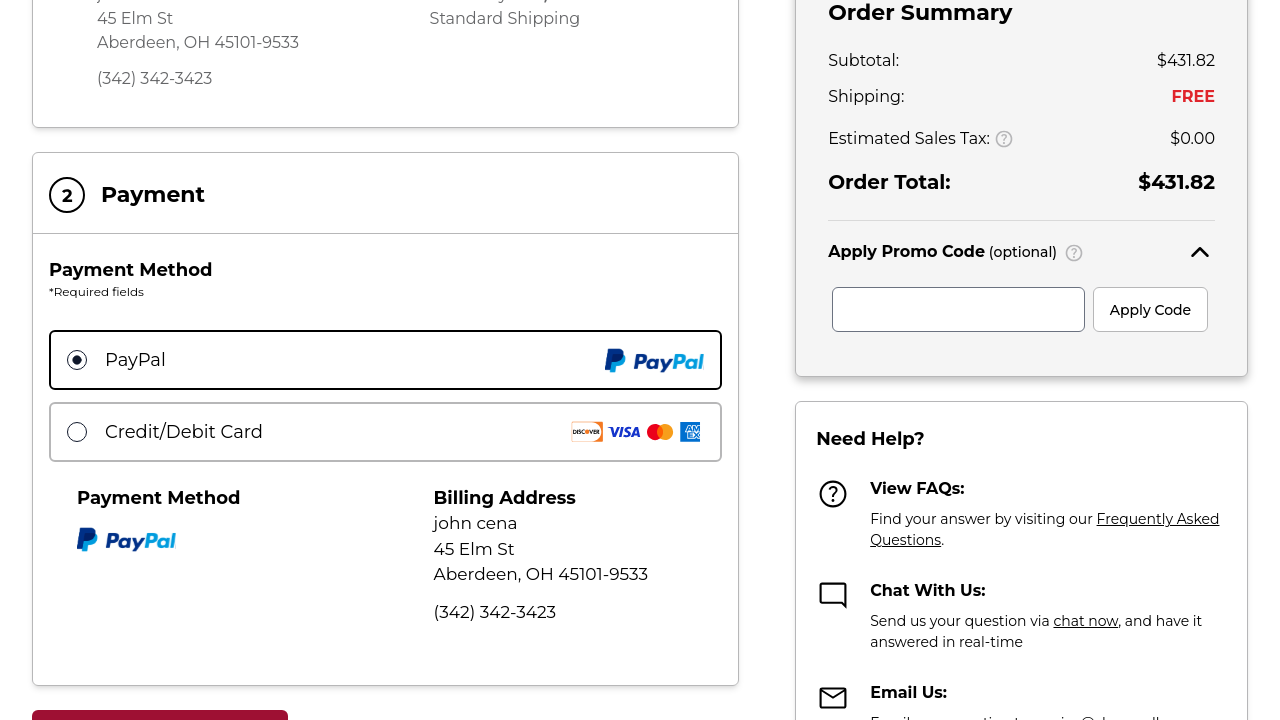 45 Elm St
Aberdeen, OH 45101-9533
(342) 342-3423
Standard Shipping
2 Payment
Payment Method
*Required fields
PayPal PayPal
Credit/Debit Card DISCOVER VISA AM EX
Payment Method
PayPal
Billing Address
john cena
45 Elm St
Aberdeen, OH 45101-9533
(342) 342-3423
Order Summary
Subtotal: $431.82
Shipping: FREE
Estimated Sales Tax: ? $0.00
Order Total: $431.82
Apply Promo Code (optional) ?
Apply Code
Need Help?
View FAQs:
Find your answer by visiting our Frequently Asked
Questions.
Chat With Us:
Send us your question via chat now, and have it
answered in real-time
Email Us: